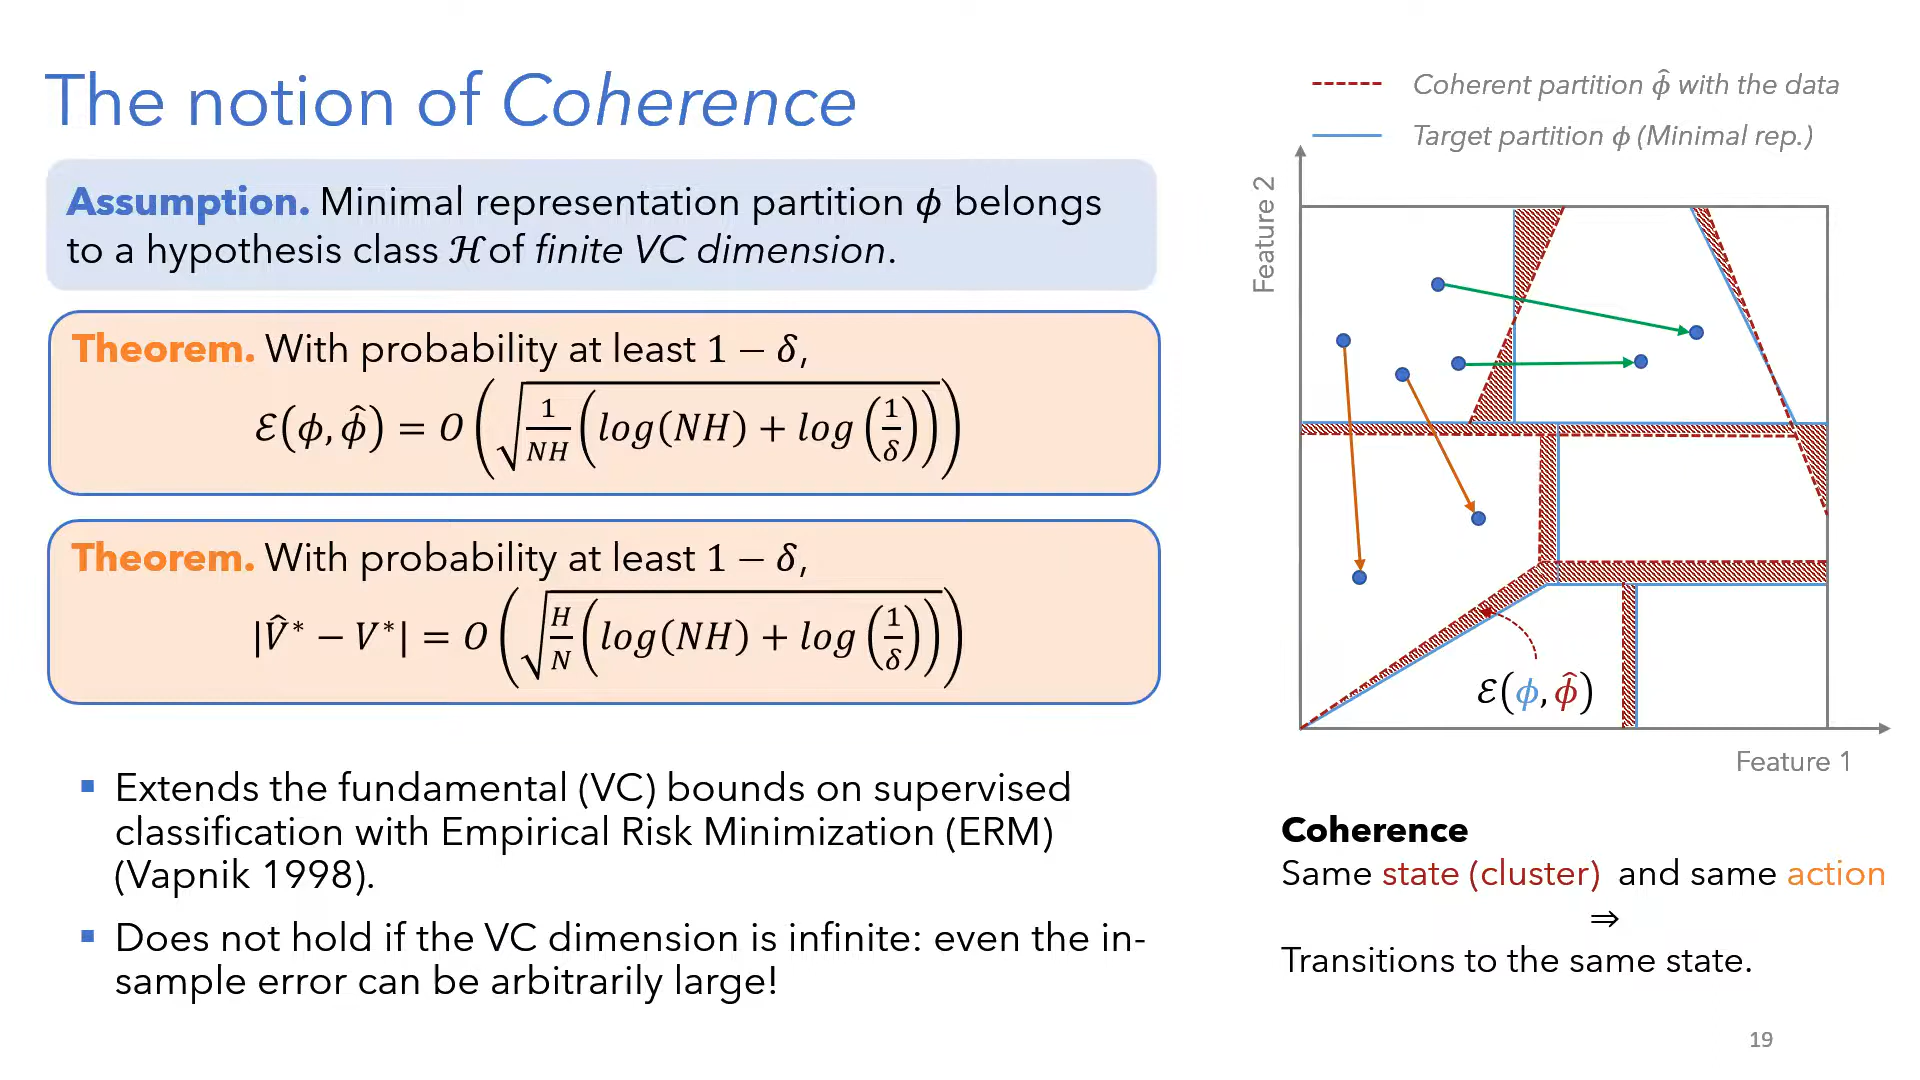 The notion of Coherence
Assumption. Minimal representation partition ϕ belongs
to a hypothesis class ℋ of finite VC dimension.
Theorem. With probability at least 1 − δ,
ℰ(ϕ, ϕ̂) = O(√(1/NH (log(NH) + log(1/δ))))
Theorem. With probability at least 1 − δ,
|V̂* − V*| = O(√(H/N (log(NH) + log(1/δ))))
▪ Extends the fundamental (VC) bounds on supervised
classification with Empirical Risk Minimization (ERM)
(Vapnik 1998).
▪ Does not hold if the VC dimension is infinite: even the in-
sample error can be arbitrarily large!
Coherent partition ϕ̂ with the data
Target partition ϕ (Minimal rep.)
Feature 2
ℰ(ϕ, ϕ̂)
Feature 1
Coherence
Same state (cluster) and same action
⇒
Transitions to the same state.
19